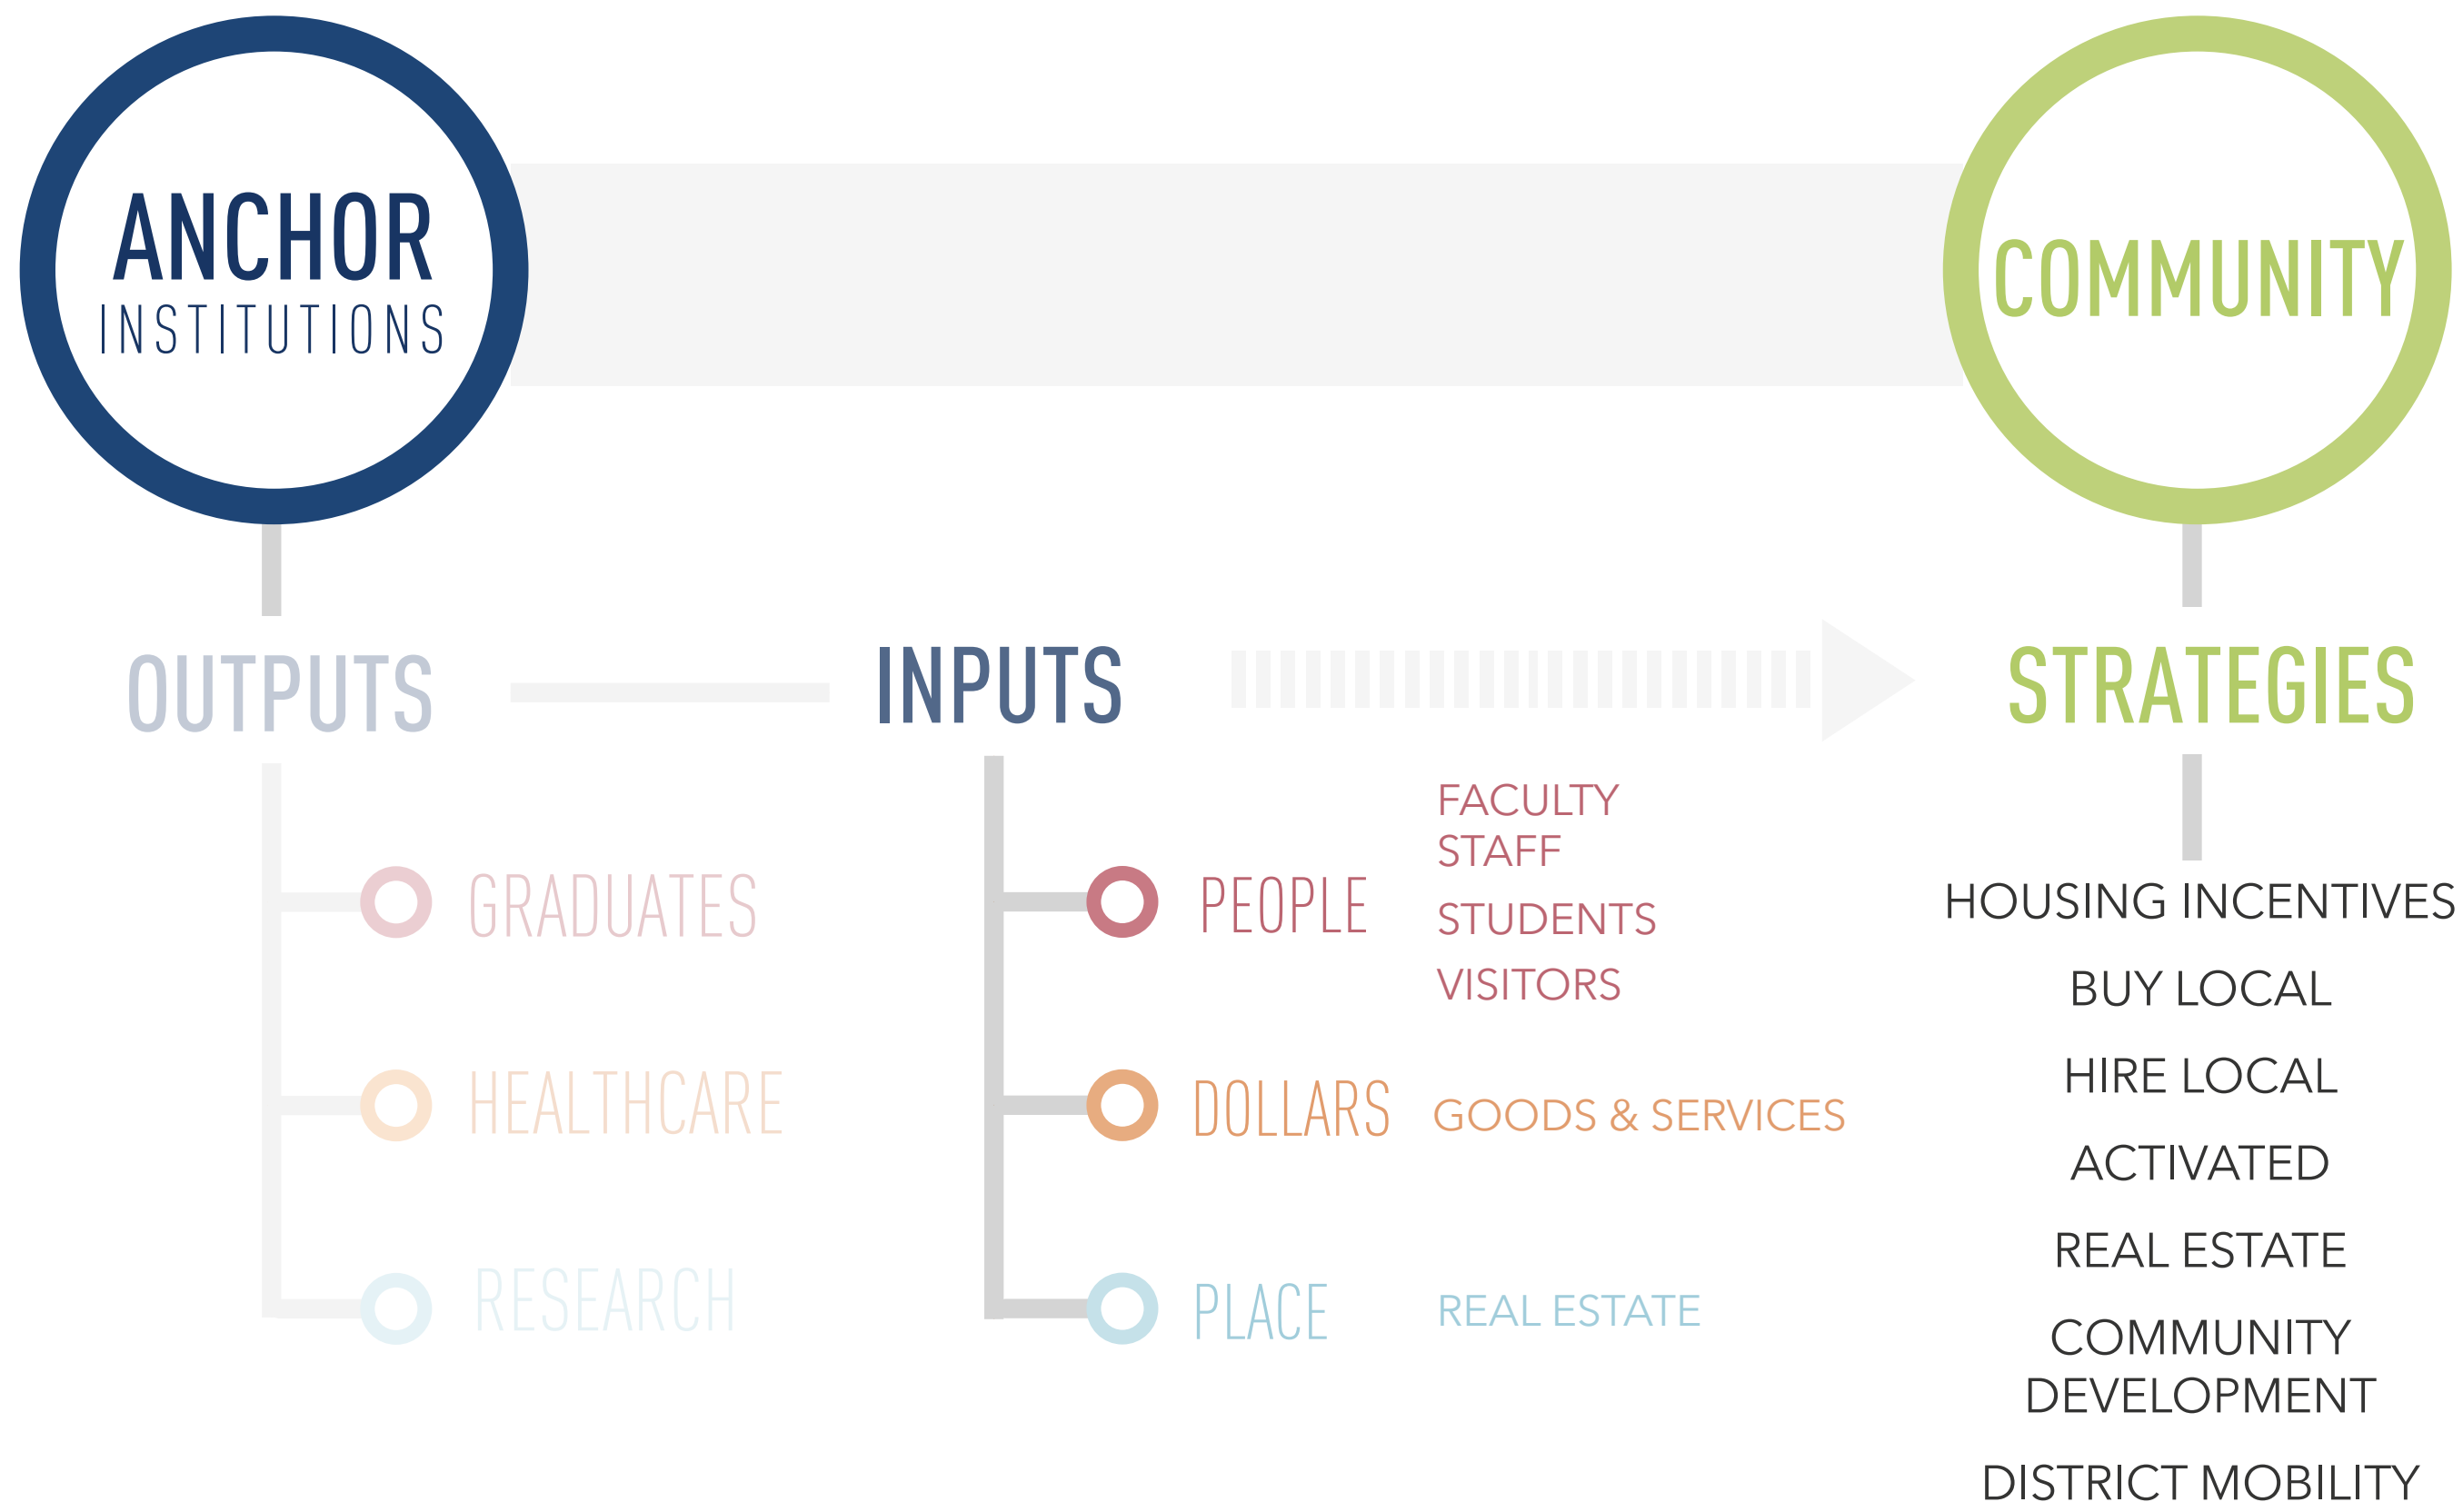 ANCHOR
INSTITUTIONS
COMMUNITY
OUTPUTS
GRADUATES
HEALTHCARE
RESEARCH
INPUTS
PEOPLE
FACULTY
STAFF
STUDENTS
VISITORS
DOLLARS
GOODS & SERVICES
PLACE
REAL ESTATE
STRATEGIES
HOUSING INCENTIVES
BUY LOCAL
HIRE LOCAL
ACTIVATED
REAL ESTATE
COMMUNITY
DEVELOPMENT
DISTRICT MOBILITY